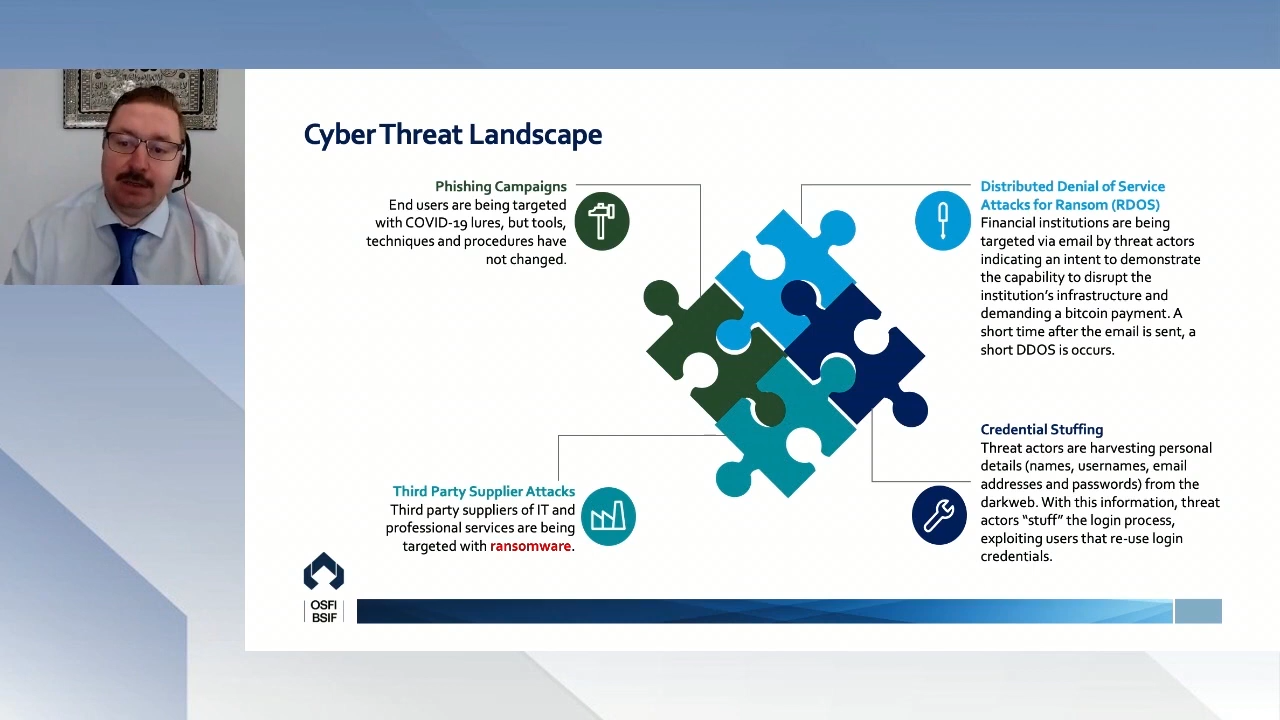 Cyber Threat Landscape
Phishing Campaigns
End users are being targeted
with COVID-19 lures, but tools,
techniques and procedures have
not changed.
Distributed Denial of Service
Attacks for Ransom (RDOS)
Financial institutions are being
targeted via email by threat actors
indicating an intent to demonstrate
the capability to disrupt the
institution's infrastructure and
demanding a bitcoin payment. A
short time after the email is sent, a
short DDOS is occurs.
Third Party Supplier Attacks
Third party suppliers of IT and
professional services are being
targeted with ransomware.
Credential Stuffing
Threat actors are harvesting personal
details (names, usernames, email
addresses and passwords) from the
darkweb. With this information, threat
actors “stuff” the login process,
exploiting users that re-use login
credentials.
OSFI
BSIF